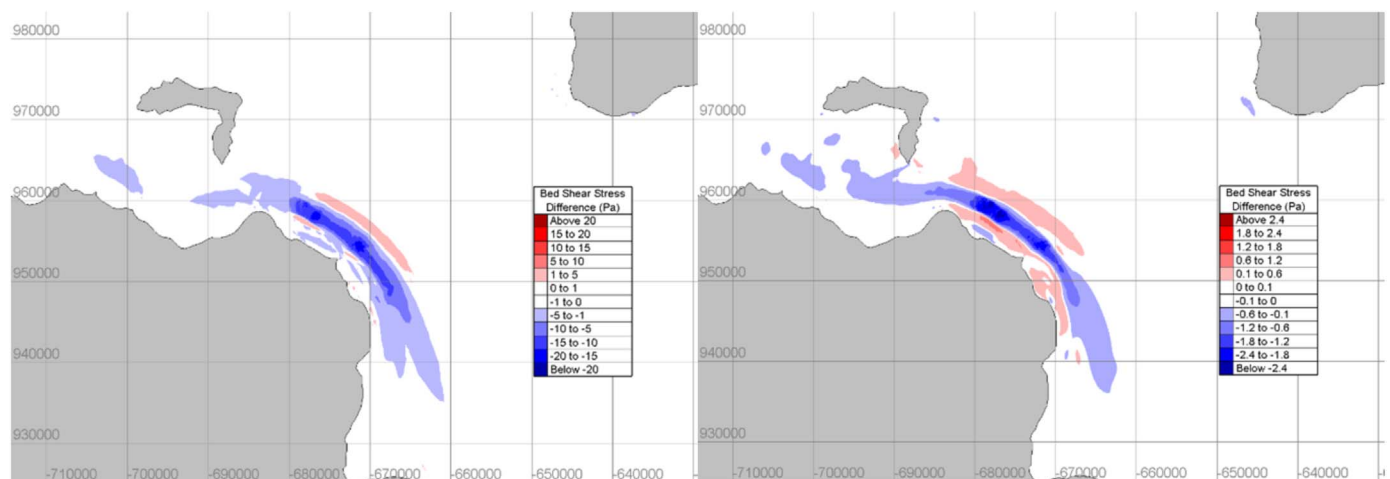 980000
970000
960000
950000
940000
930000
-710000 -700000 -690000 -680000 -670000 -660000 -650000 -640000
Bed Shear Stress
Difference (Pa)
Above 20
15 to 20
10 to 15
5 to 10
1 to 5
0 to 1
-1 to 0
-5 to -1
-10 to -5
-15 to -10
-20 to -15
Below -20
980000
970000
960000
950000
940000
930000
-710000 -700000 -690000 -680000 -670000 -660000 -650000 -640000
Bed Shear Stress
Difference (Pa)
Above 2.4
1.8 to 2.4
1.2 to 1.8
0.6 to 1.2
0.1 to 0.6
0 to 0.1
-0.1 to 0
-0.6 to -0.1
-1.2 to -0.6
-1.8 to -1.2
-2.4 to -1.8
Below -2.4